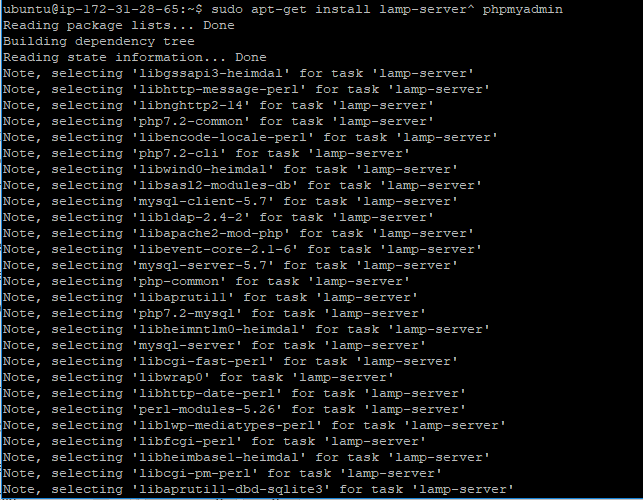 ubuntu@ip-172-31-28-65:~$ sudo apt-get install lamp-server^ phpmyadmin
Reading package lists... Done
Building dependency tree
Reading state information... Done
Note, selecting 'libgssapi3-heimdal' for task 'lamp-server'
Note, selecting 'libhttp-message-perl' for task 'lamp-server'
Note, selecting 'libnghttp2-14' for task 'lamp-server'
Note, selecting 'php7.2-common' for task 'lamp-server'
Note, selecting 'libencode-locale-perl' for task 'lamp-server'
Note, selecting 'php7.2-cli' for task 'lamp-server'
Note, selecting 'libwind0-heimdal' for task 'lamp-server'
Note, selecting 'libsasl2-modules-db' for task 'lamp-server'
Note, selecting 'mysql-client-5.7' for task 'lamp-server'
Note, selecting 'libldap-2.4-2' for task 'lamp-server'
Note, selecting 'libapache2-mod-php' for task 'lamp-server'
Note, selecting 'libevent-core-2.1-6' for task 'lamp-server'
Note, selecting 'mysql-server-5.7' for task 'lamp-server'
Note, selecting 'php-common' for task 'lamp-server'
Note, selecting 'libaprutil1' for task 'lamp-server'
Note, selecting 'php7.2-mysql' for task 'lamp-server'
Note, selecting 'libheimntlm0-heimdal' for task 'lamp-server'
Note, selecting 'mysql-server' for task 'lamp-server'
Note, selecting 'libcgi-fast-perl' for task 'lamp-server'
Note, selecting 'libwrap0' for task 'lamp-server'
Note, selecting 'libhttp-date-perl' for task 'lamp-server'
Note, selecting 'perl-modules-5.26' for task 'lamp-server'
Note, selecting 'liblwp-mediatypes-perl' for task 'lamp-server'
Note, selecting 'libfcgi-perl' for task 'lamp-server'
Note, selecting 'libheimbase1-heimdal' for task 'lamp-server'
Note, selecting 'libcgi-pm-perl' for task 'lamp-server'
Note, selecting 'libaprutil1-dbd-sqlite3' for task 'lamp-server'